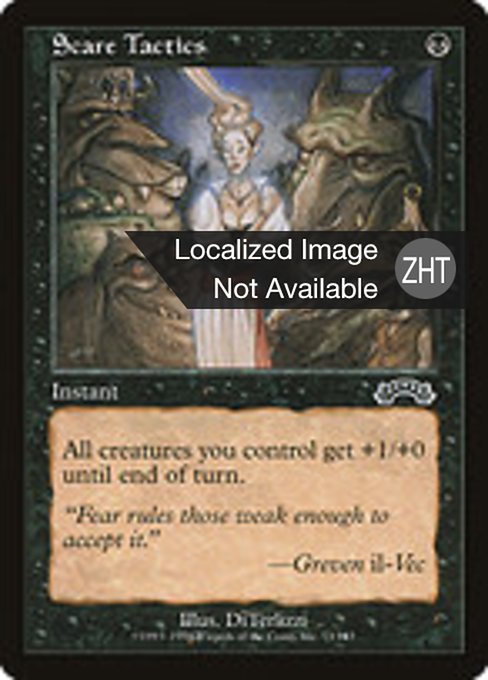 Scare Tactics
Localized Image
Not Available
ZHT
Instant
All creatures you control get +1/+0
until end of turn.
“Fear rules those weak enough to
accept it.”
—Greven il-Vec
Illus. DiTerlizzi